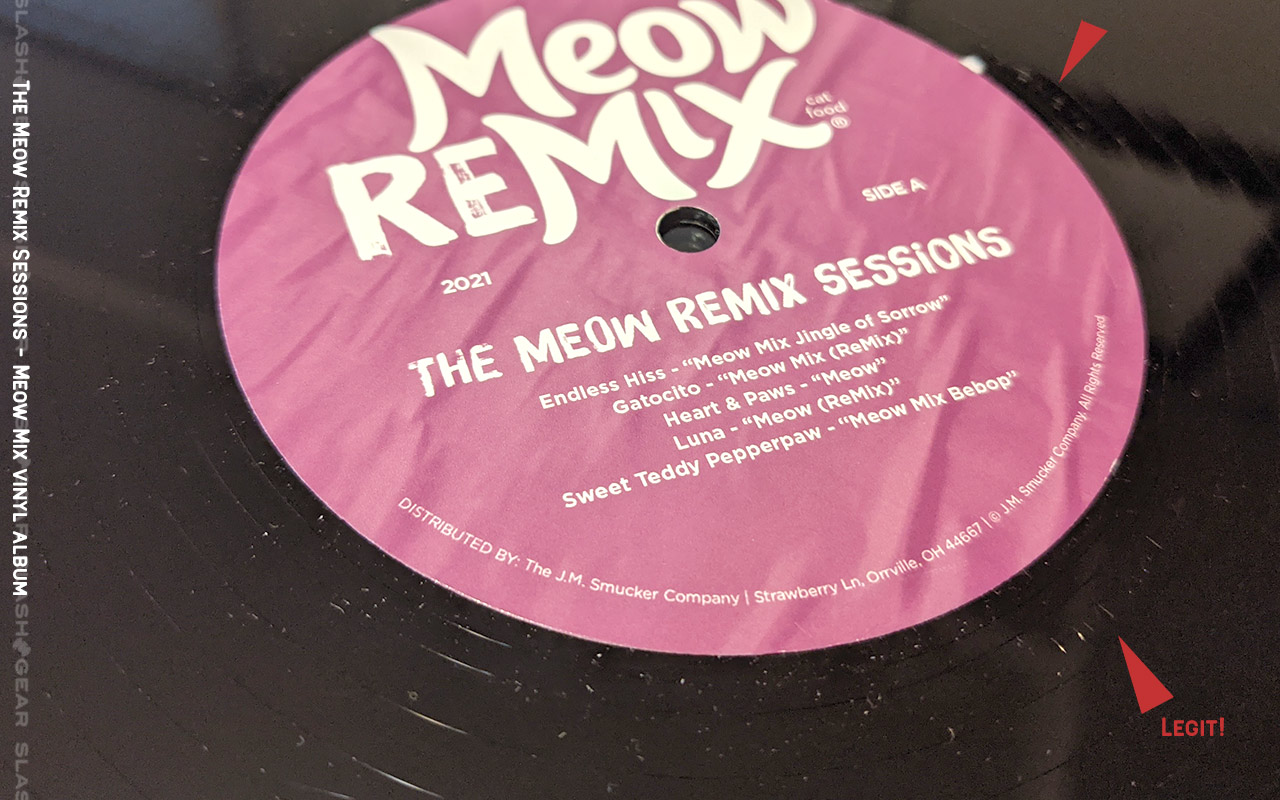 Meow
REMiX
cat
food®
SIDE A
2021
THE MEOW REMIX SESSiONS
Endless Hiss - “Meow Mix Jingle of Sorrow”
Gatocito - “Meow Mix (ReMix)”
Heart & Paws - “Meow”
Luna - “Meow (ReMix)”
Sweet Teddy Pepperpaw - “Meow Mix Bebop”
DISTRIBUTED BY: The J.M. Smucker Company | Strawberry Ln, Orrville, OH 44667 | © J.M. Smucker Company. All Rights Reserved
LEGIT!
THE MEOW REMIX SESSIONS - MEOW MIX VINYL ALBUM
SLASH
SLASHGEAR SLAS